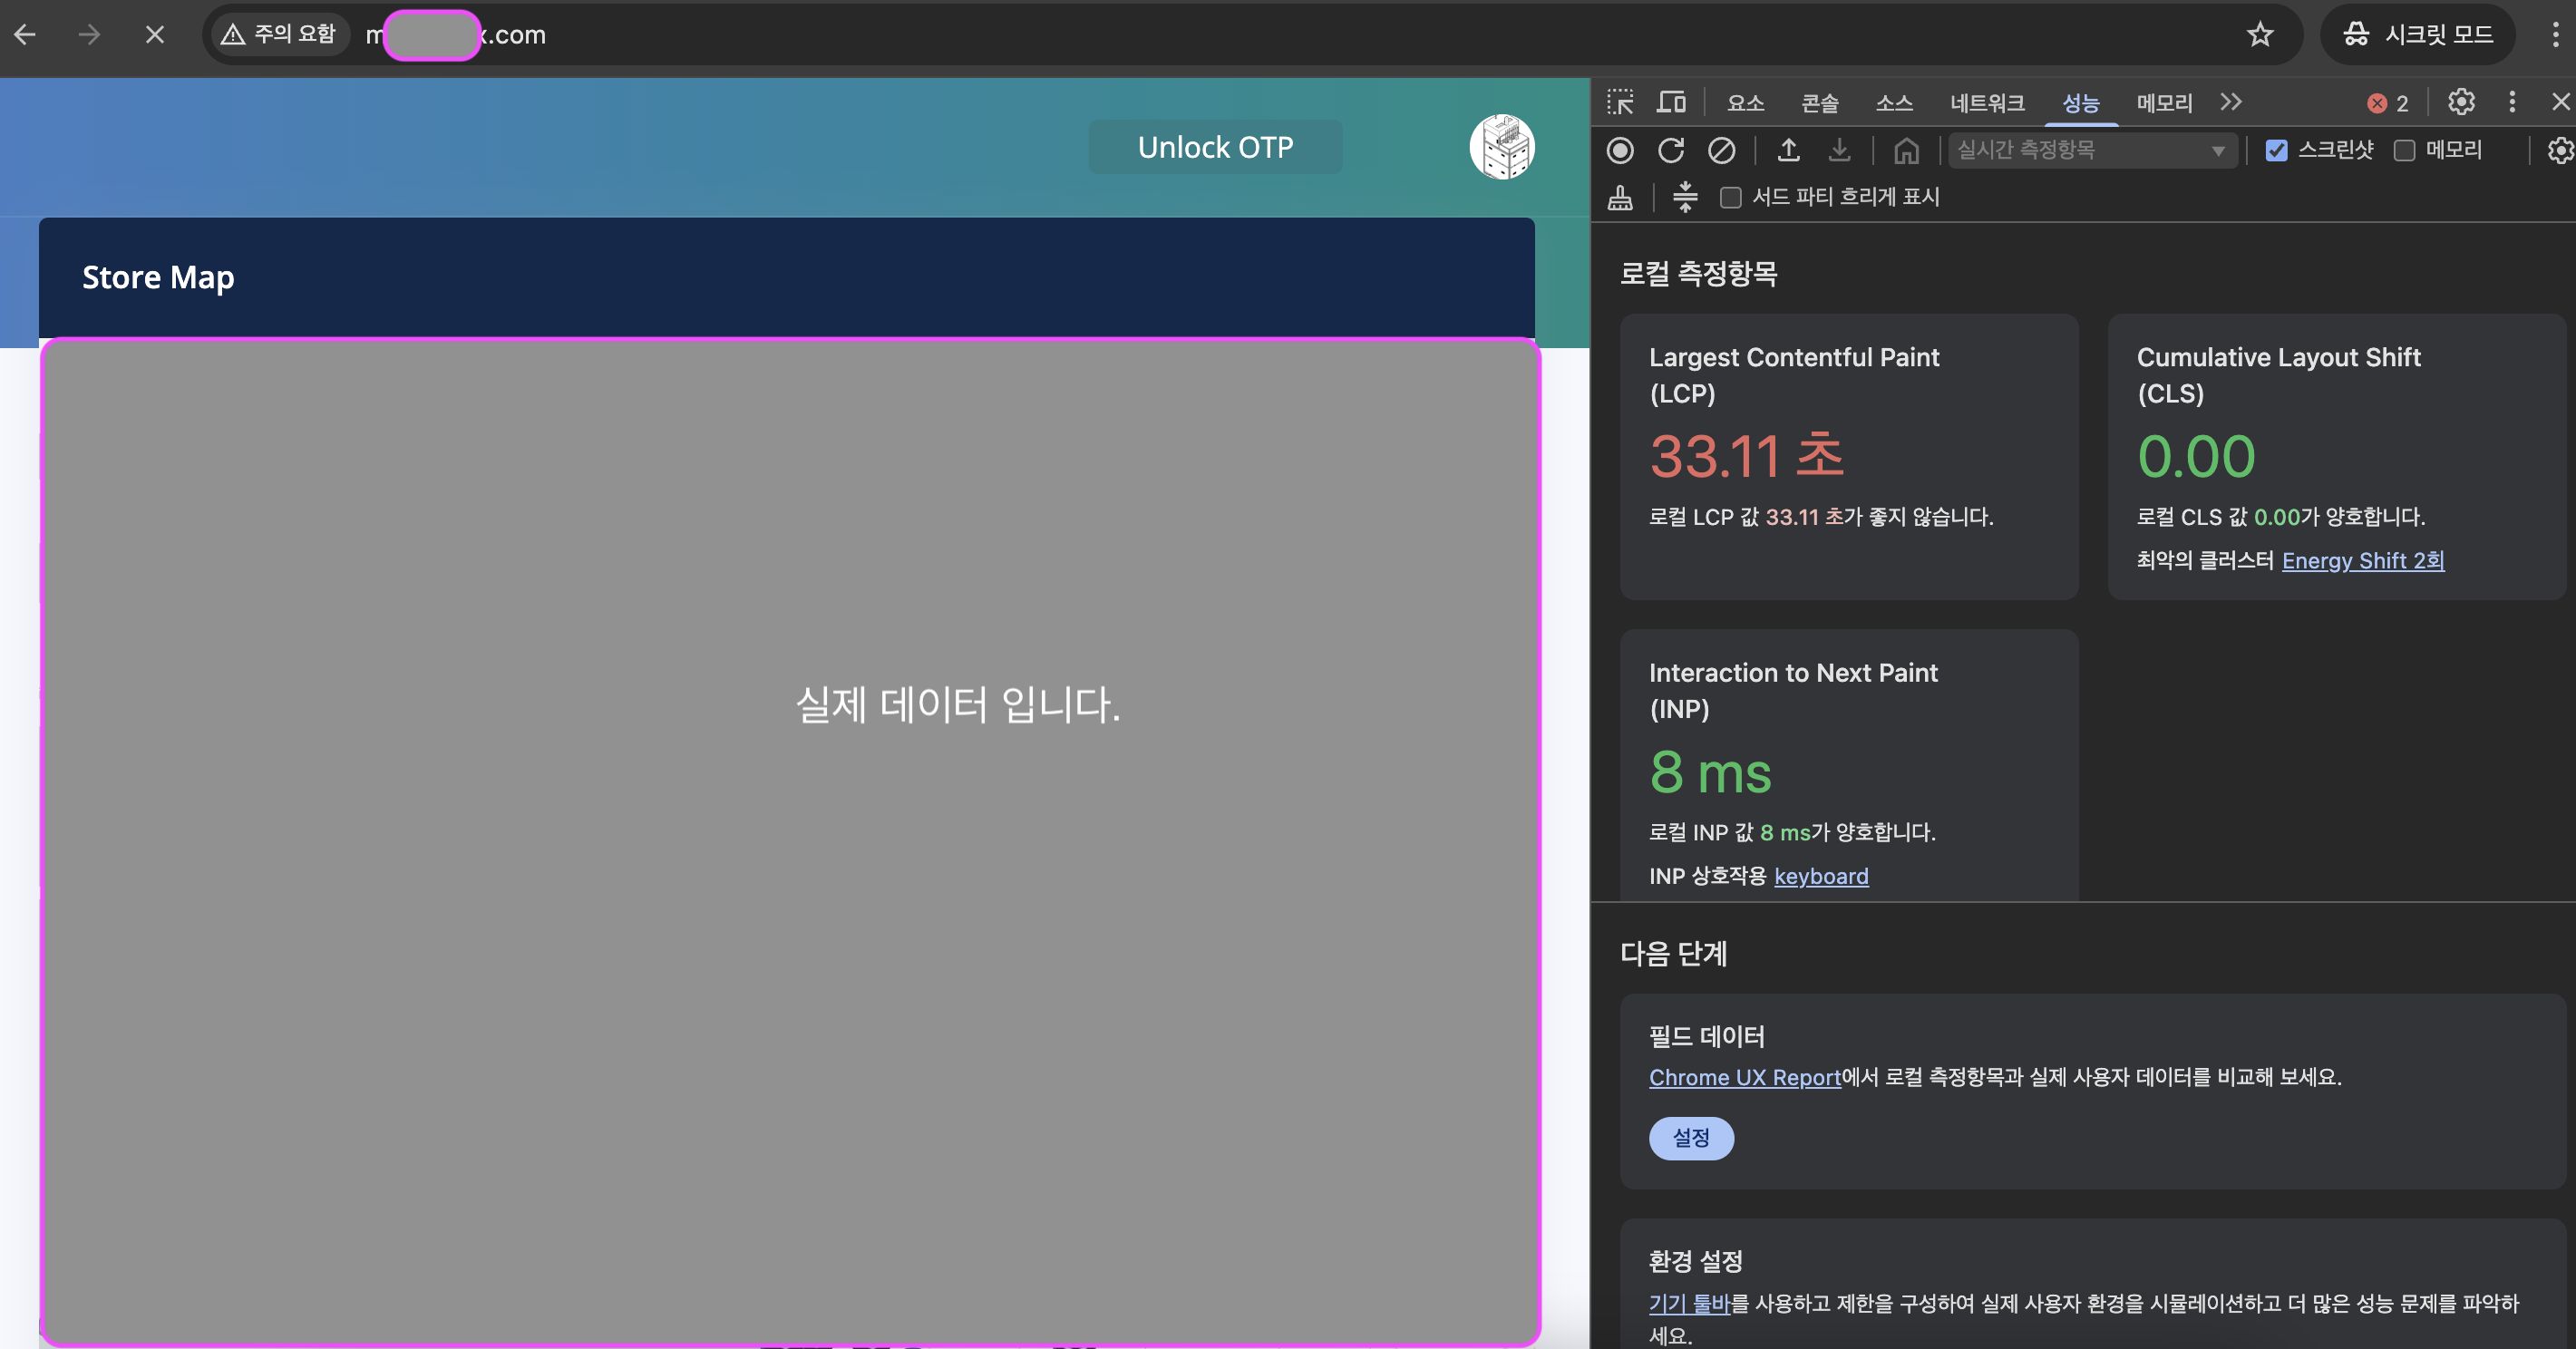 주의 요함
m
x.com
시크릿 모드
Unlock OTP
Store Map
실제 데이터 입니다.
요소
콘솔
소스
네트워크
성능
메모리
2
실시간 측정항목
스크린샷
메모리
서드 파티 흐리게 표시
로컬 측정항목
Largest Contentful Paint
(LCP)
33.11 초
로컬 LCP 값 33.11 초가 좋지 않습니다.
Cumulative Layout Shift
(CLS)
0.00
로컬 CLS 값 0.00가 양호합니다.
최악의 클러스터 Energy Shift 2회
Interaction to Next Paint
(INP)
8 ms
로컬 INP 값 8 ms가 양호합니다.
INP 상호작용 keyboard
다음 단계
필드 데이터
Chrome UX Report에서 로컬 측정항목과 실제 사용자 데이터를 비교해 보세요.
설정
환경 설정
기기 툴바를 사용하고 제한을 구성하여 실제 사용자 환경을 시뮬레이션하고 더 많은 성능 문제를 파악하
세요.